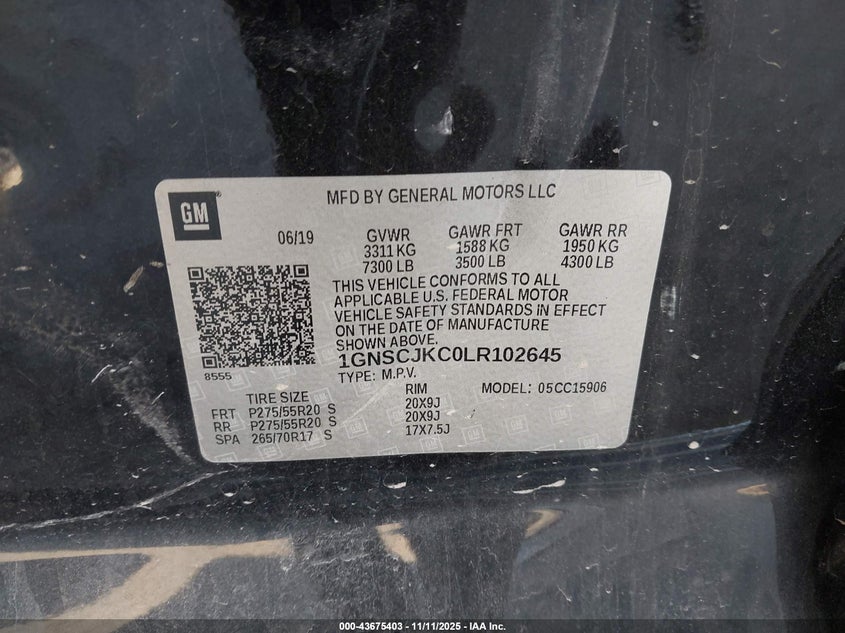 GM ®
MFD BY GENERAL MOTORS LLC
06/19 GVWR GAWR FRT GAWR RR
3311 KG 1588 KG 1950 KG
7300 LB 3500 LB 4300 LB
THIS VEHICLE CONFORMS TO ALL
APPLICABLE U.S. FEDERAL MOTOR
VEHICLE SAFETY STANDARDS IN EFFECT
ON THE DATE OF MANUFACTURE
SHOWN ABOVE.
1GNSCJKC0LR102645
8555 TYPE: M.P.V. MODEL: 05CC15906
TIRE SIZE RIM
FRT P275/55R20 S 20X9J
RR P275/55R20 S 20X9J
SPA 265/70R17 S 17X7.5J
000-43675403 - 11/11/2025 - IAA Inc.